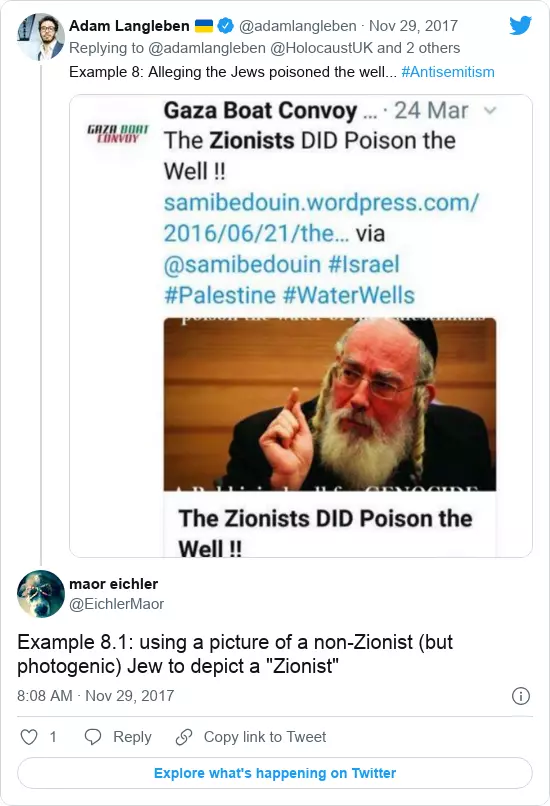 Adam Langleben @adamlangleben · Nov 29, 2017
Replying to @adamlangleben @HolocaustUK and 2 others
Example 8: Alleging the Jews poisoned the well... #Antisemitism
GAZA BOAT
CONVOY
Gaza Boat Convoy ... · 24 Mar
The Zionists DID Poison the
Well !!
samibedouin.wordpress.com/
2016/06/21/the... via
@samibedouin #Israel
#Palestine #WaterWells
The Zionists DID Poison the
Well !!
maor eichler
@EichlerMaor
Example 8.1: using a picture of a non-Zionist (but
photogenic) Jew to depict a "Zionist"
8:08 AM · Nov 29, 2017
1 Reply Copy link to Tweet
Explore what's happening on Twitter